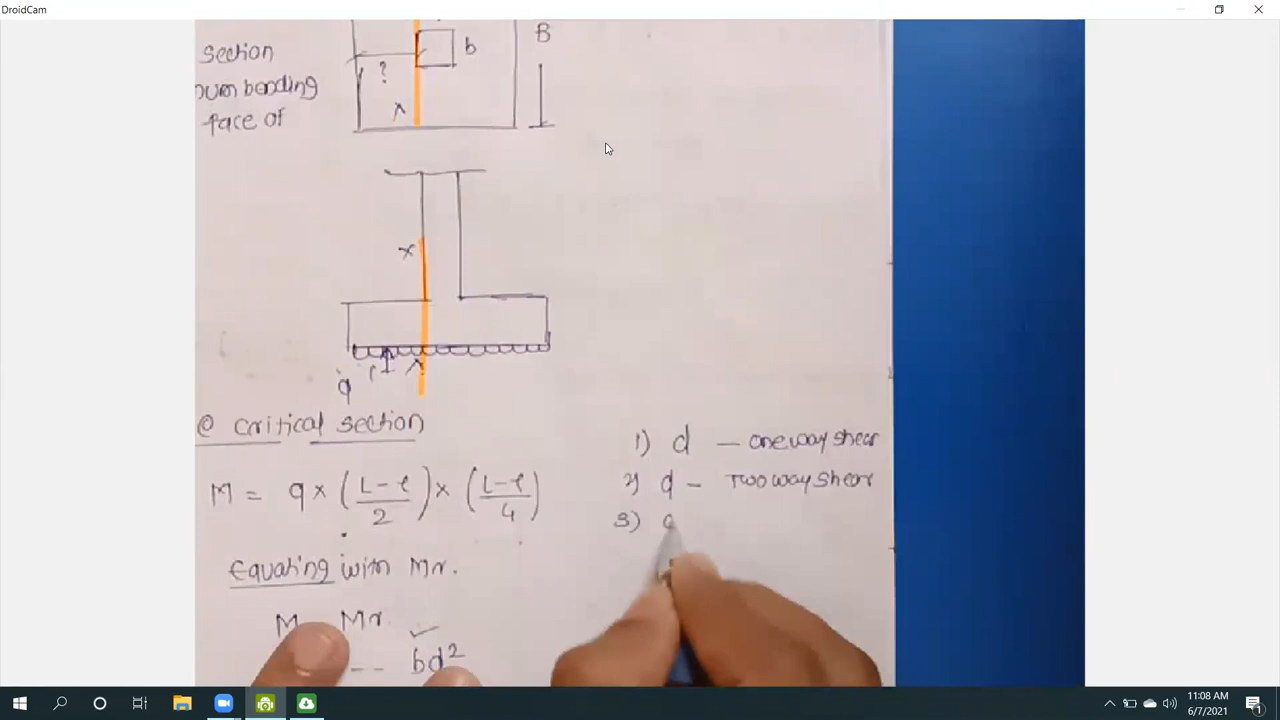 DroidCam
section
b
B
?
bending
face of
X
X
q
X
@ critical section
M = q × (L-l/2) × (L-l/4)
1) d - one way shear
2) d - Two way shear
3)
Equating with Mr.
M Mr
-- bd²
11:08 AM
6/7/2021
1